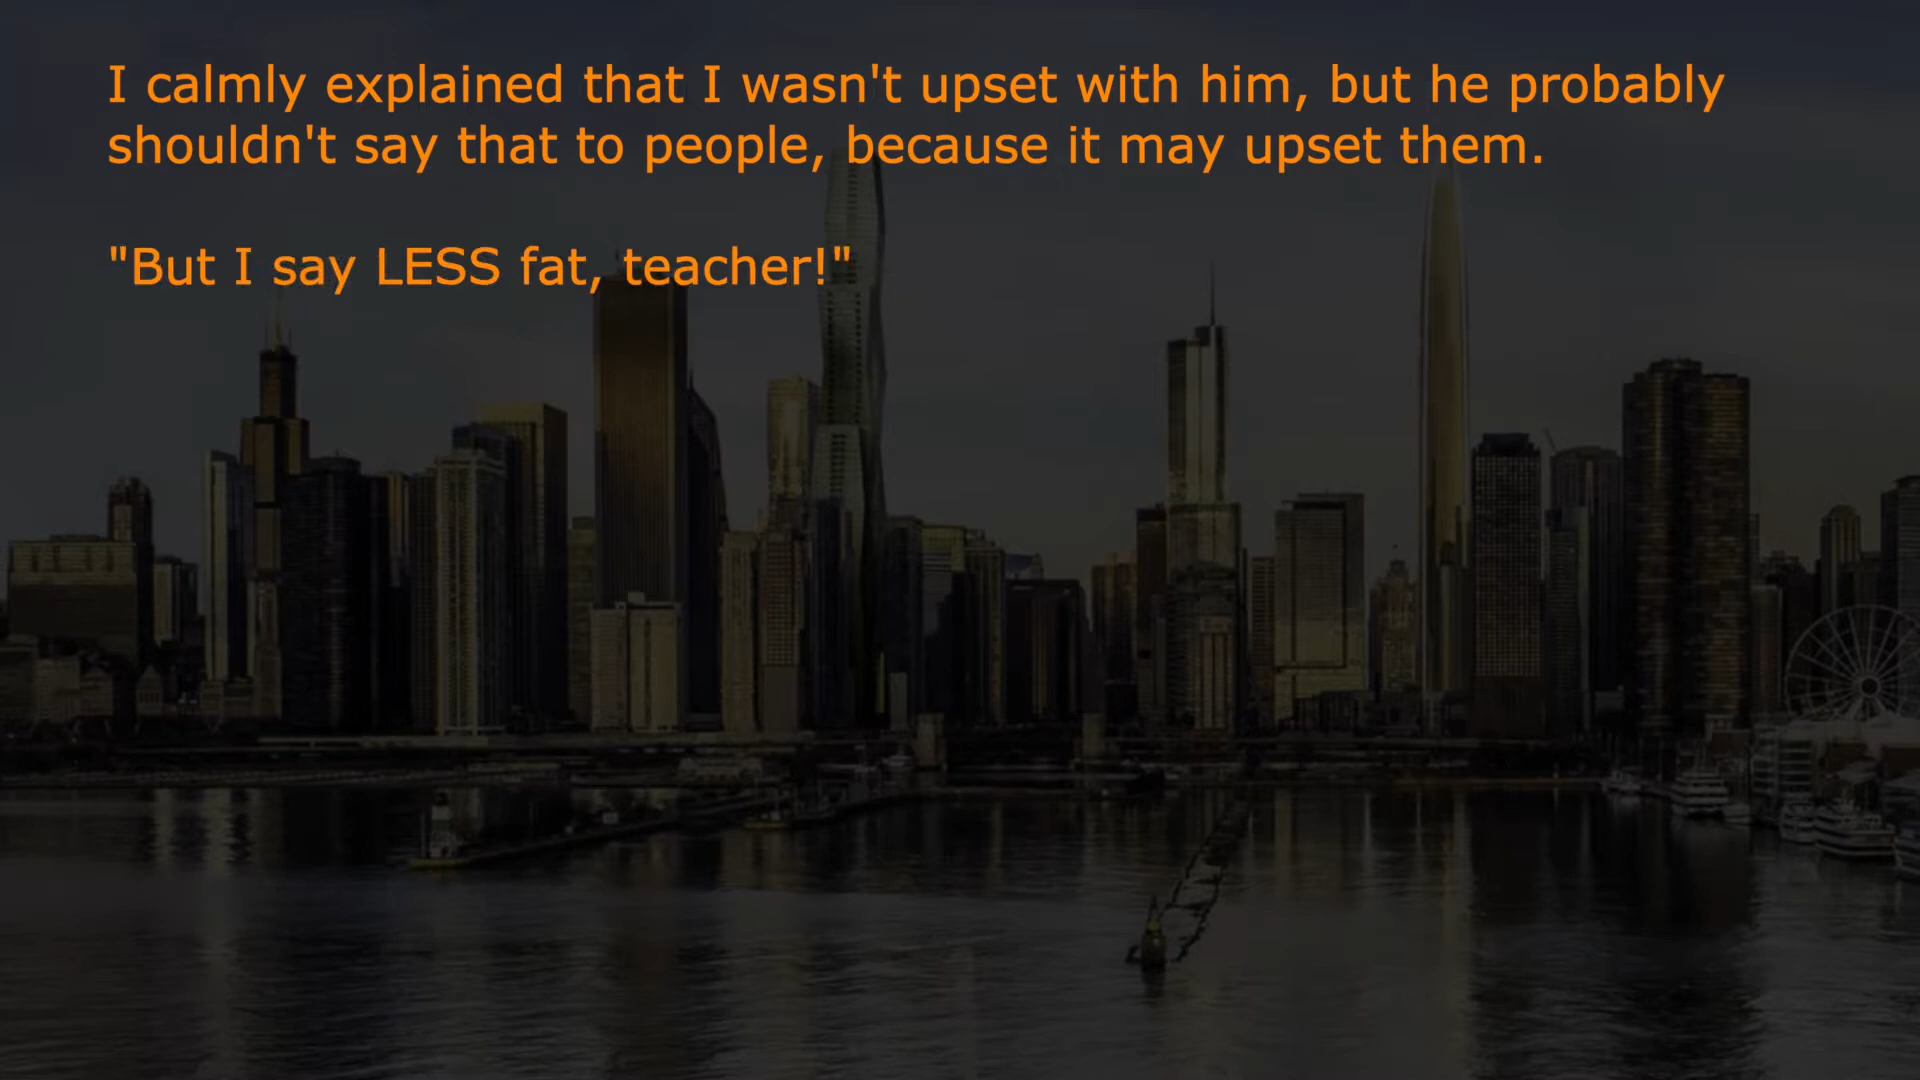 I calmly explained that I wasn't upset with him, but he probably
shouldn't say that to people, because it may upset them.
"But I say LESS fat, teacher!"